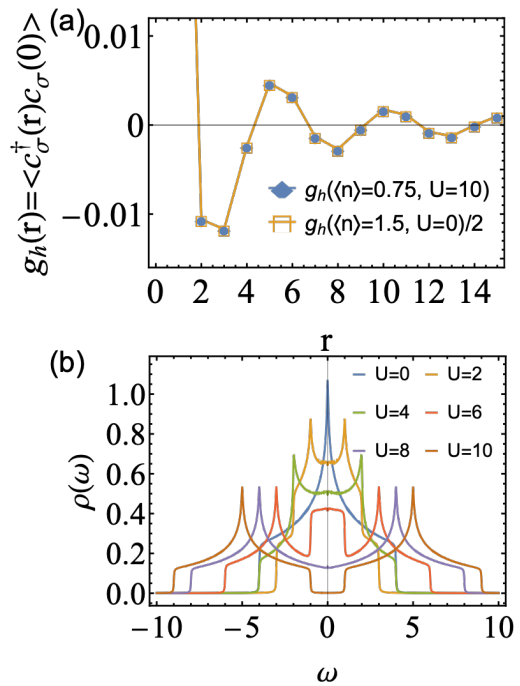 (a)
g_h(r)=<c_σ^†(r)c_σ(0)>
0.01
0
−0.01
g_h(⟨n⟩=0.75, U=10)
g_h(⟨n⟩=1.5, U=0)/2
0 2 4 6 8 10 12 14
r
(b)
ρ(ω)
1.0
0.8
0.6
0.4
0.2
0.0
U=0 U=2
U=4 U=6
U=8 U=10
−10 −5 0 5 10
ω